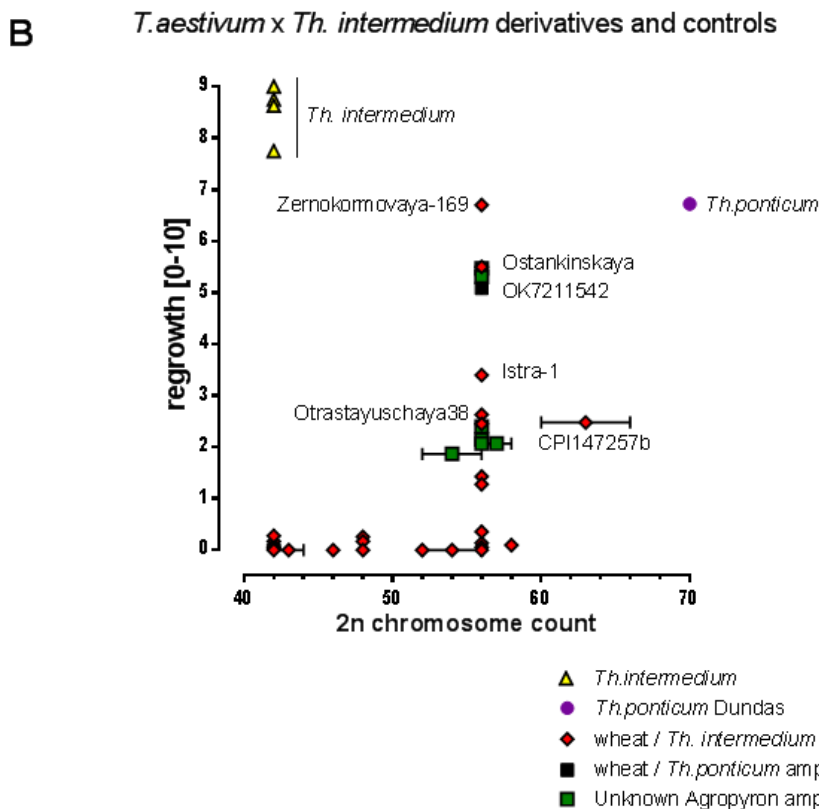 B
T.aestivum x Th. intermedium derivatives and controls
9
8
7
6
5
4
3
2
1
0
regrowth [0-10]
Th. intermedium
Zernokormovaya-169
Th.ponticum
Ostankinskaya
OK7211542
Istra-1
Otrastayuschaya38
CPI147257b
40 50 60 70
2n chromosome count
Th.intermedium
Th.ponticum Dundas
wheat / Th. intermedium
wheat / Th.ponticum amp
Unknown Agropyron amp